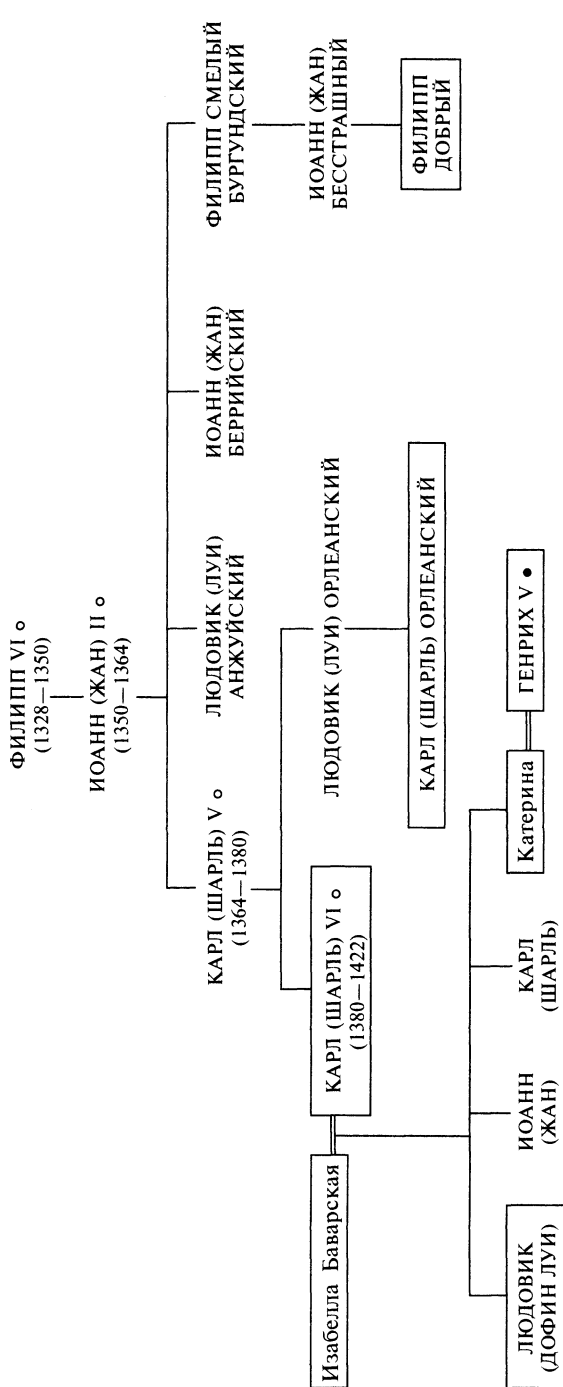 ФИЛИПП VI
(1328—1350)
ИОАНН (ЖАН) II
(1350—1364)
КАРЛ (ШАРЛЬ) V
(1364—1380)
ЛЮДОВИК (ЛУИ)
АНЖУЙСКИЙ
ИОАНН (ЖАН)
БЕРРИЙСКИЙ
ФИЛИПП СМЕЛЫЙ
БУРГУНДСКИЙ
Изабелла Баварская
КАРЛ (ШАРЛЬ) VI
(1380—1422)
ЛЮДОВИК (ЛУИ) ОРЛЕАНСКИЙ
ИОАНН (ЖАН)
БЕССТРАШНЫЙ
КАРЛ (ШАРЛЬ) ОРЛЕАНСКИЙ
ФИЛИПП
ДОБРЫЙ
ЛЮДОВИК
(ДОФИН ЛУИ)
ИОАНН
(ЖАН)
КАРЛ
(ШАРЛЬ)
Катерина
ГЕНРИХ V